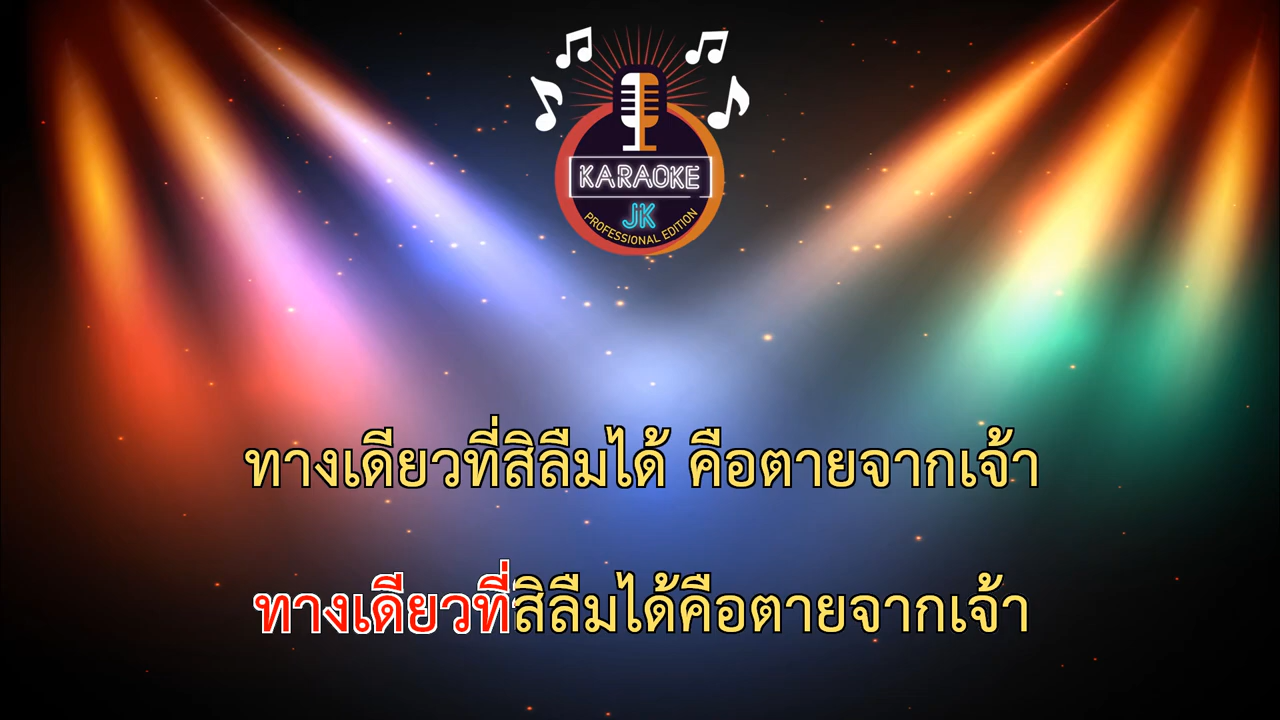 KARAOKE
JK
PROFESSIONAL EDITION
ทางเดียวที่สิลืมได้ คือตายจากเจ้า
ทางเดียวที่สิลืมได้คือตายจากเจ้า